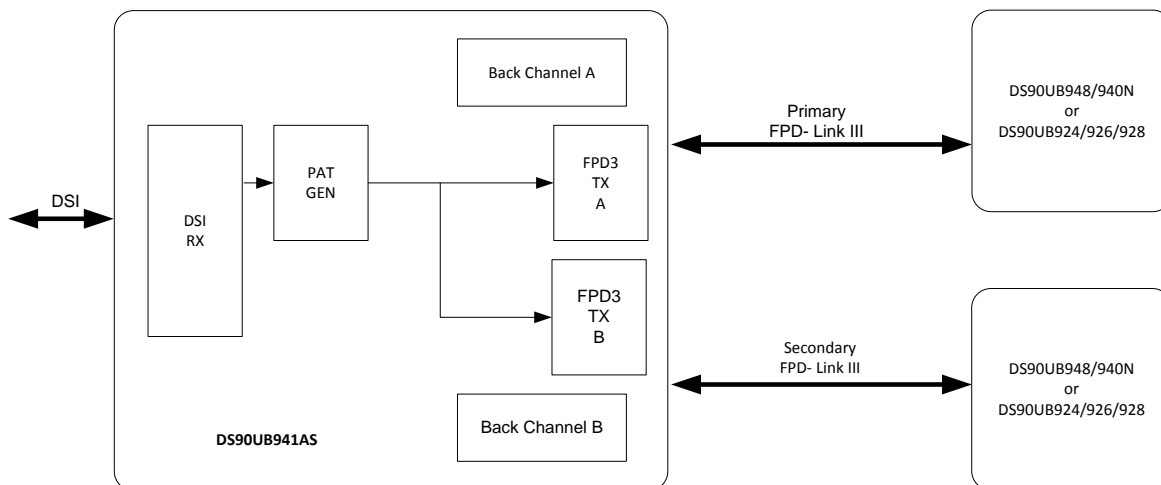 DSI
DSI
RX
PAT
GEN
Back Channel A
FPD3
TX
A
FPD3
TX
B
Back Channel B
DS90UB941AS
Primary
FPD- Link III
Secondary
FPD- Link III
DS90UB948/940N
or
DS90UB924/926/928
DS90UB948/940N
or
DS90UB924/926/928